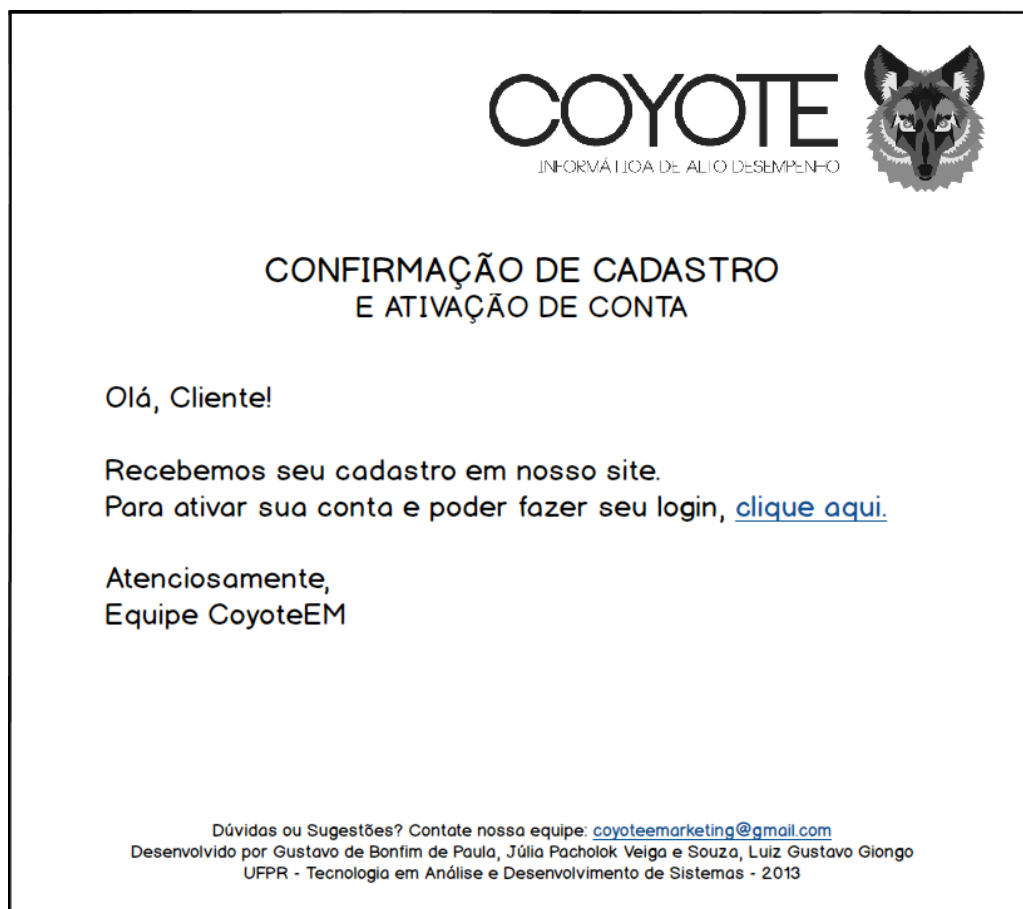 COYOTE
INFORMÁTICA DE ALTO DESEMPENHO
CONFIRMAÇÃO DE CADASTRO
E ATIVAÇÃO DE CONTA
Olá, Cliente!
Recebemos seu cadastro em nosso site.
Para ativar sua conta e poder fazer seu login, clique aqui.
Atenciosamente,
Equipe CoyoteEM
Dúvidas ou Sugestões? Contate nossa equipe: coyoteemarketing@gmail.com
Desenvolvido por Gustavo de Bonfim de Paula, Júlia Pacholok Veiga e Souza, Luiz Gustavo Giongo
UFPR - Tecnologia em Análise e Desenvolvimento de Sistemas - 2013